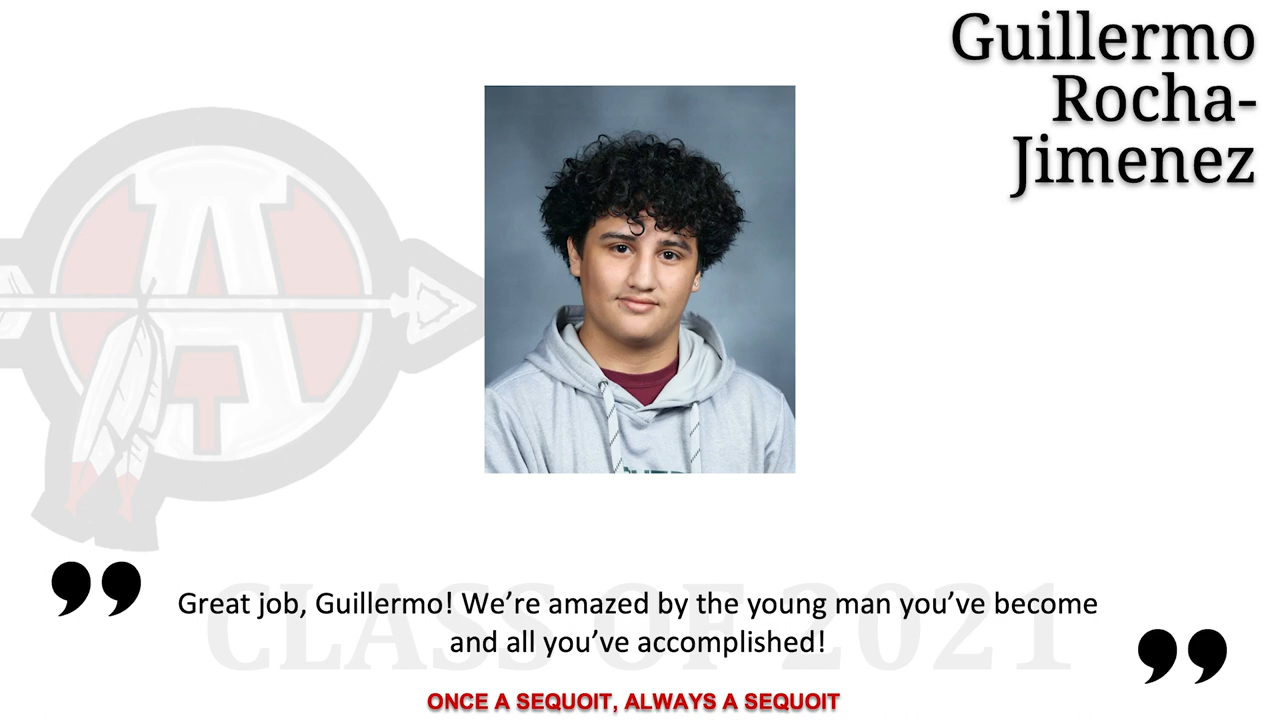 Guillermo
Rocha-
Jimenez
A
Great job, Guillermo! We’re amazed by the young man you’ve become
and all you’ve accomplished!
CLASS OF 2021
ONCE A SEQUOIT, ALWAYS A SEQUOIT